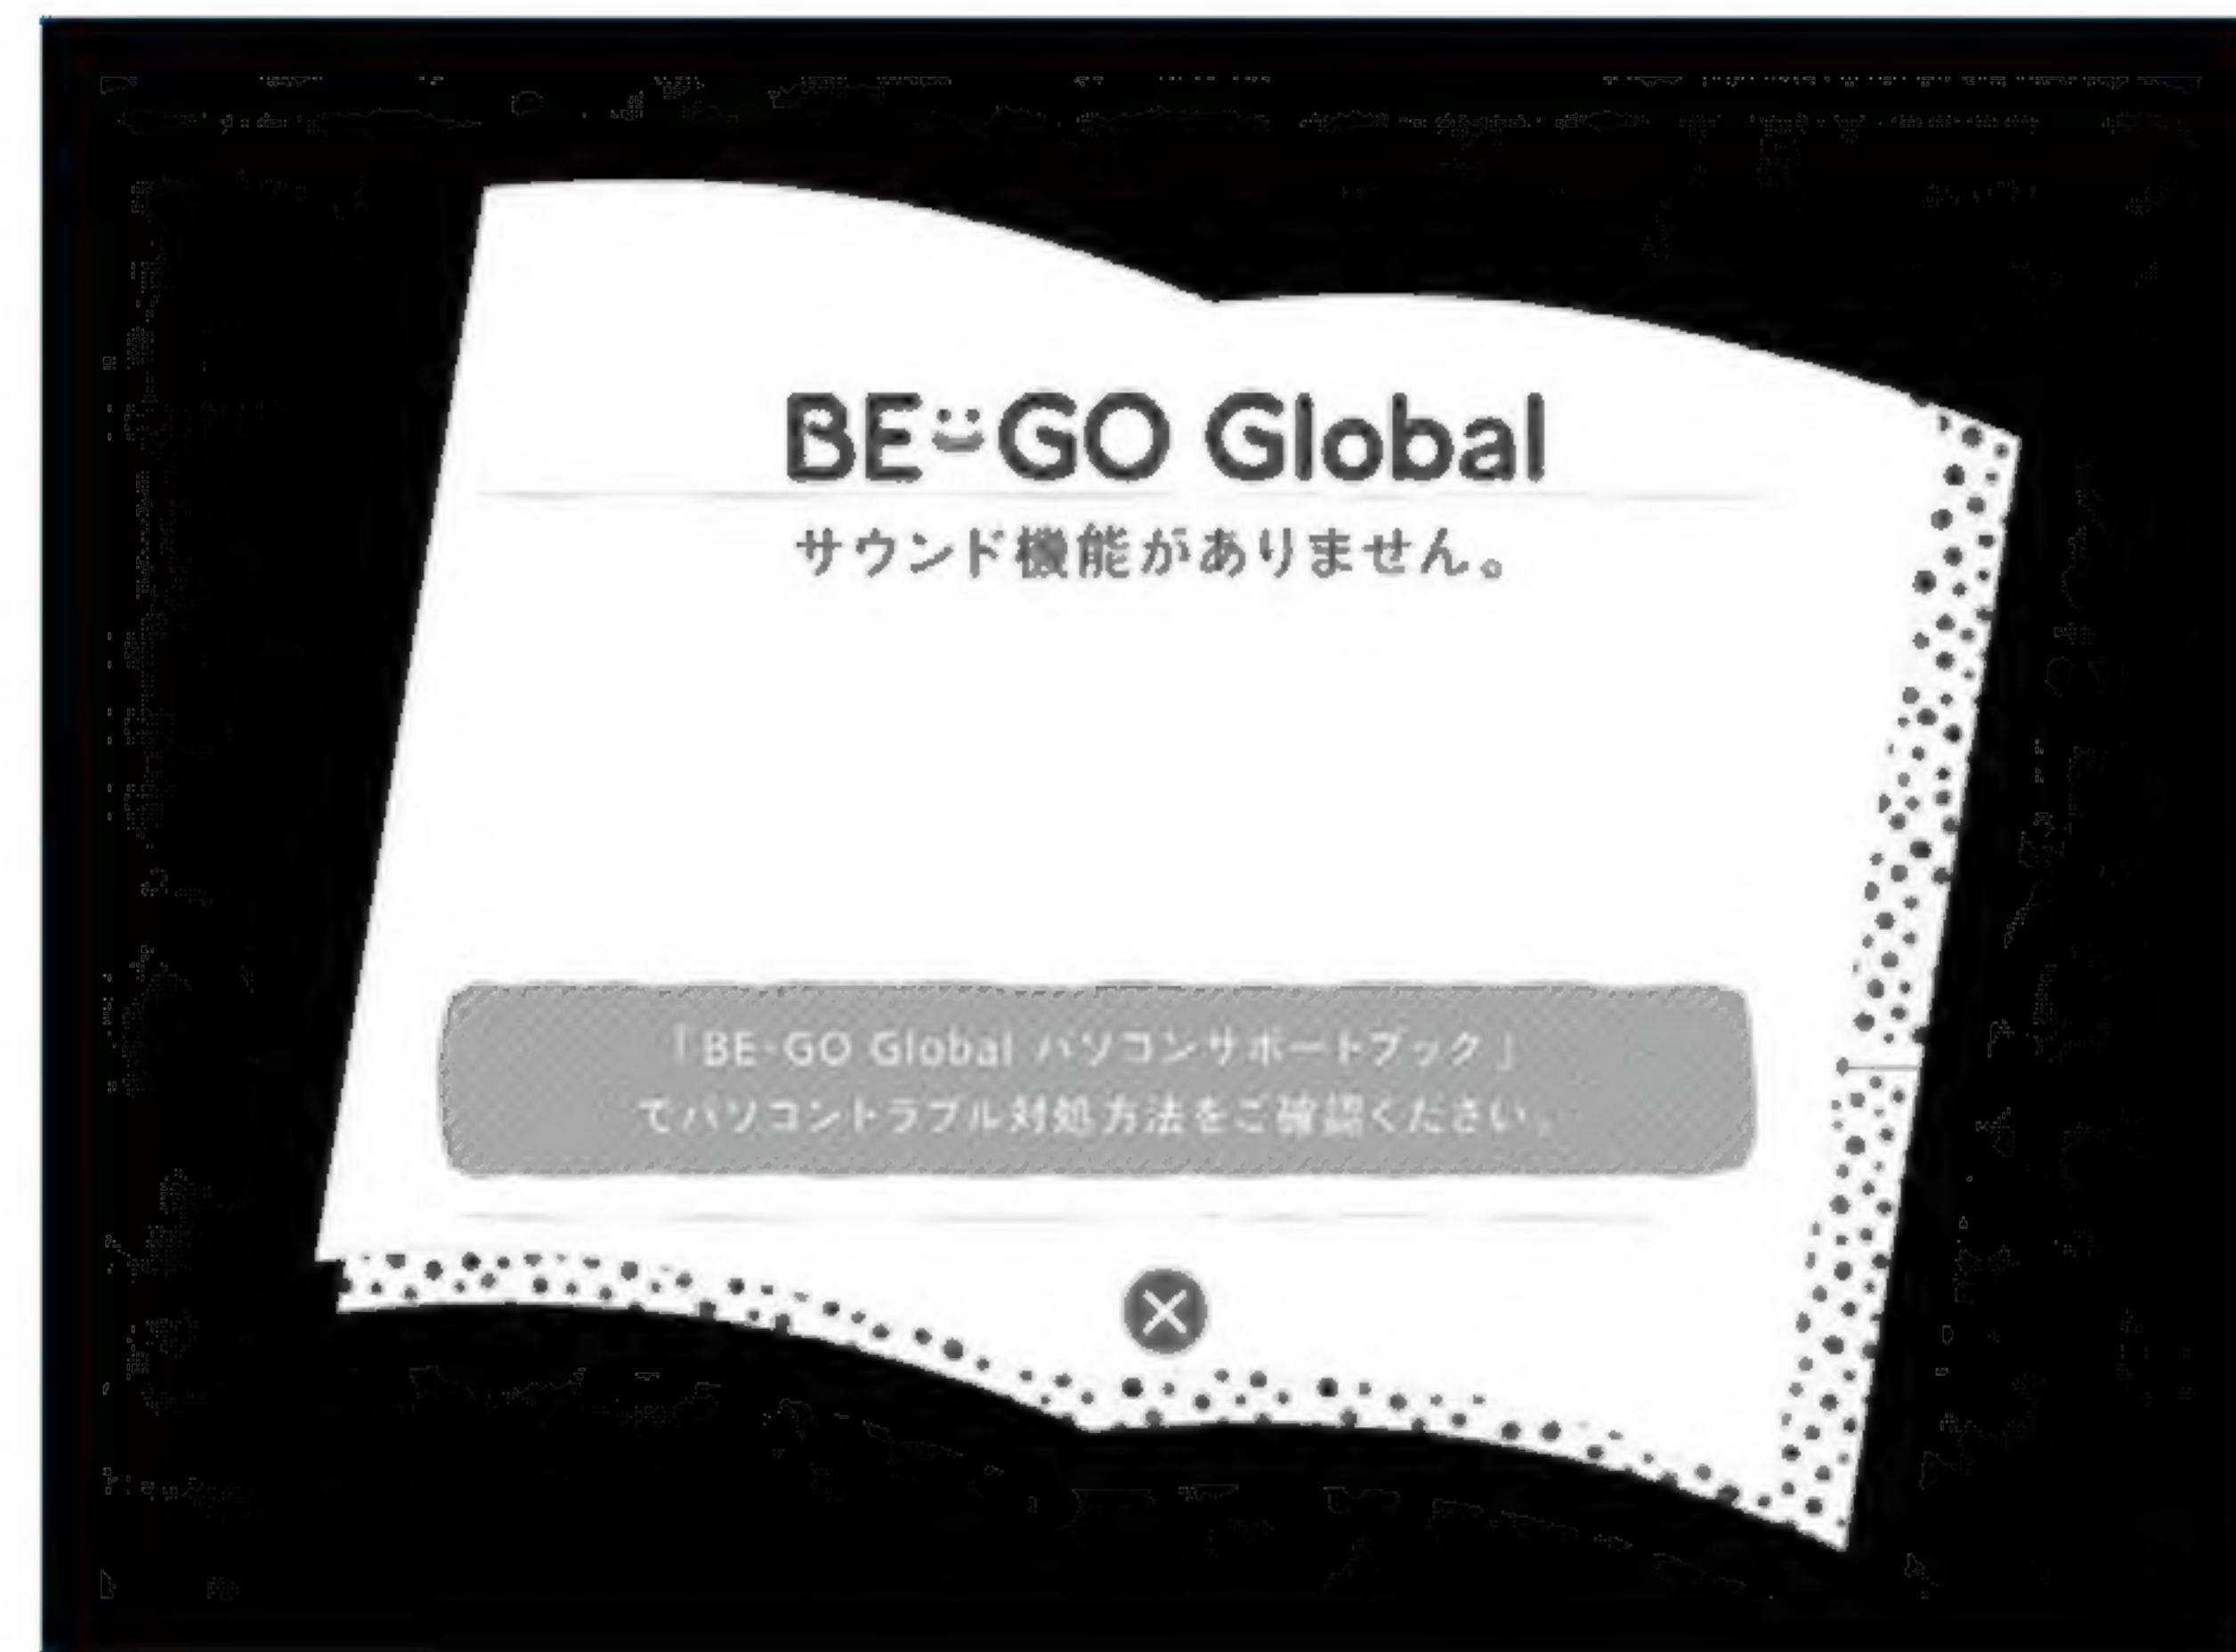 BE-GO Global
サウンド機能がありません。
「BE-GO Global パソコンサポートブック」
でパソコントラブル対処方法をご確認ください。